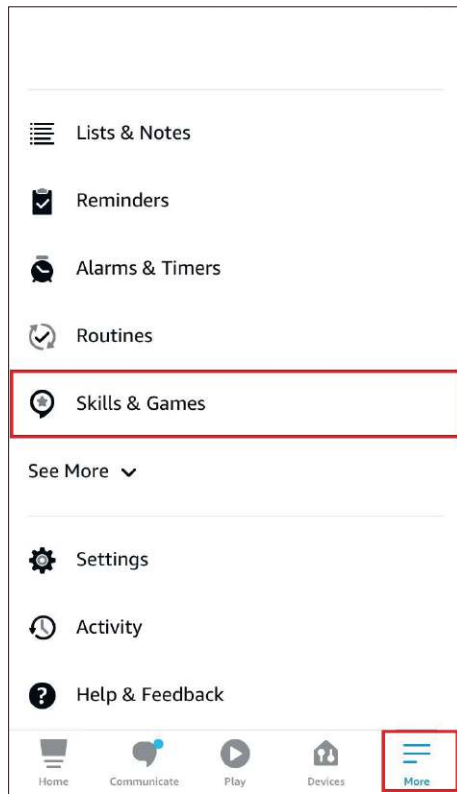 Lists & Notes
Reminders
Alarms & Timers
Routines
Skills & Games
See More
Settings
Activity
Help & Feedback
Home Communicate Play Devices More